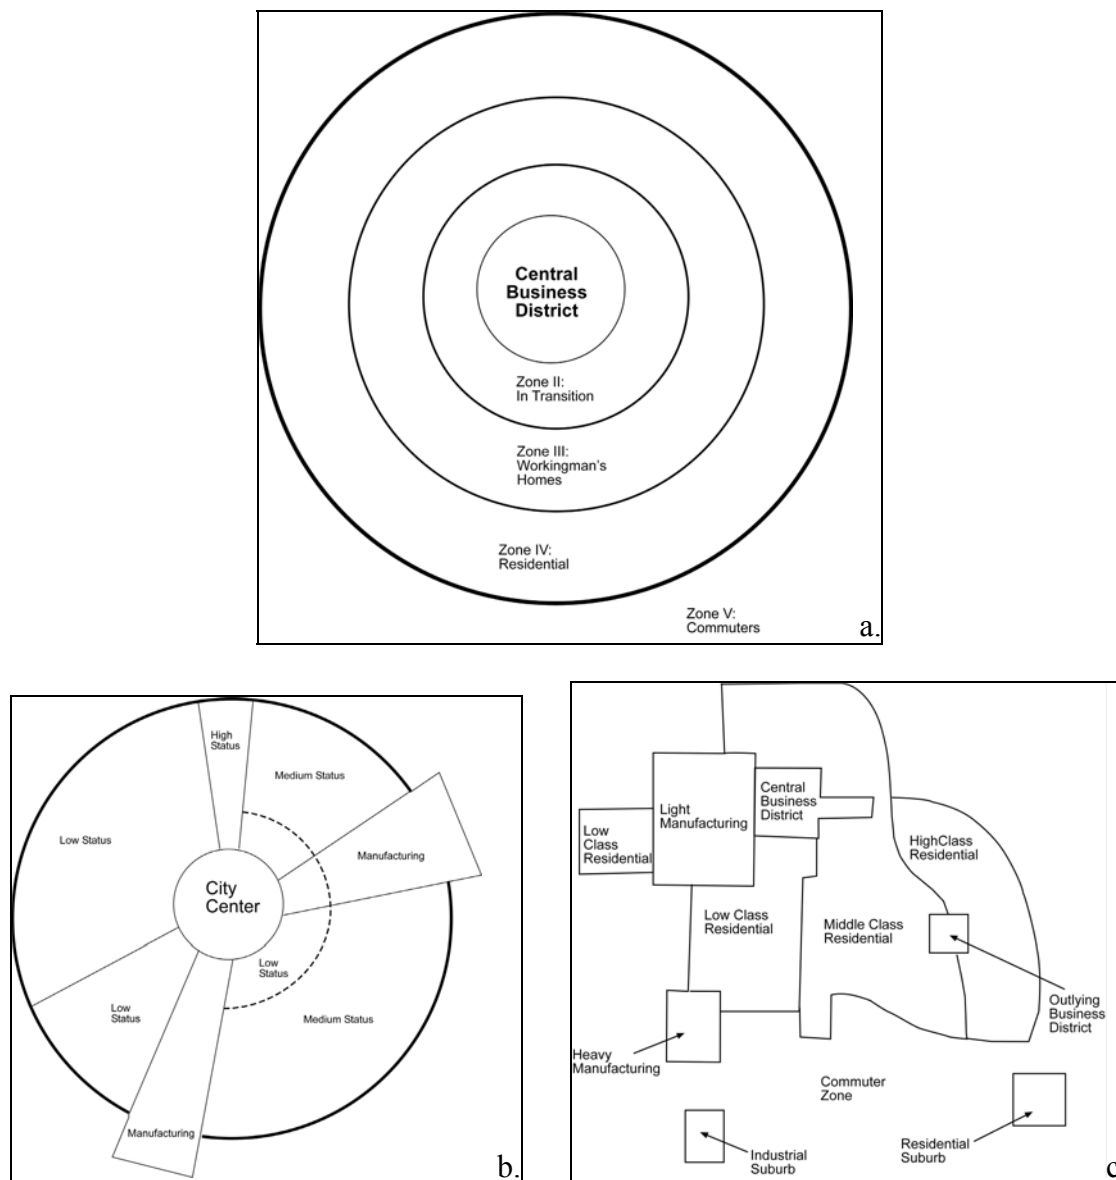 Central
Business
District
Zone II:
In Transition
Zone III:
Workingman's
Homes
Zone IV:
Residential
Zone V:
Commuters
a.
High
Status
Medium Status
Low Status
Manufacturing
City
Center
Low
Status
Low
Status
Medium Status
Manufacturing
b.
Central
Business
District
Light
Manufacturing
Low
Class
Residential
HighClass
Residential
Low Class
Residential
Middle Class
Residential
Outlying
Business
District
Heavy
Manufacturing
Commuter
Zone
Industrial
Suburb
Residential
Suburb
c